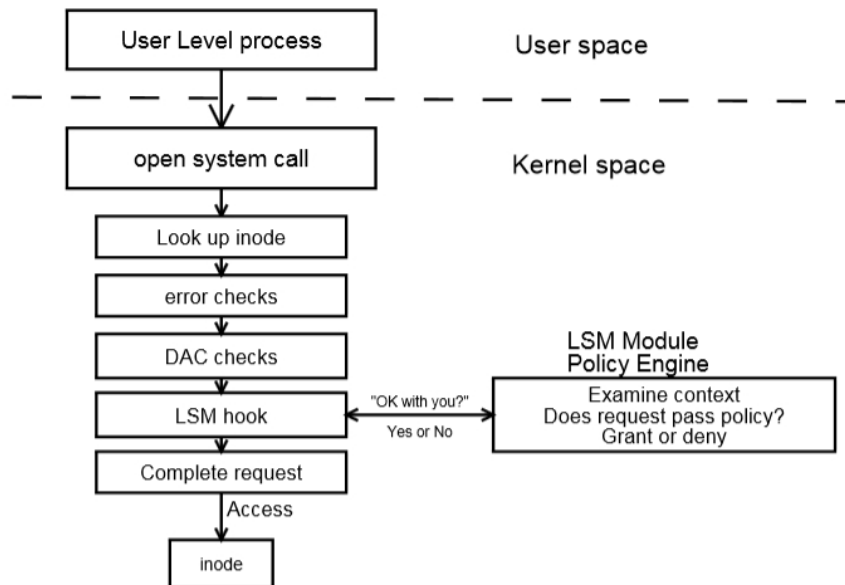 User Level process
User space
open system call
Kernel space
Look up inode
error checks
DAC checks
LSM Module
Policy Engine
LSM hook
"OK with you?"
Yes or No
Examine context
Does request pass policy?
Grant or deny
Complete request
Access
inode